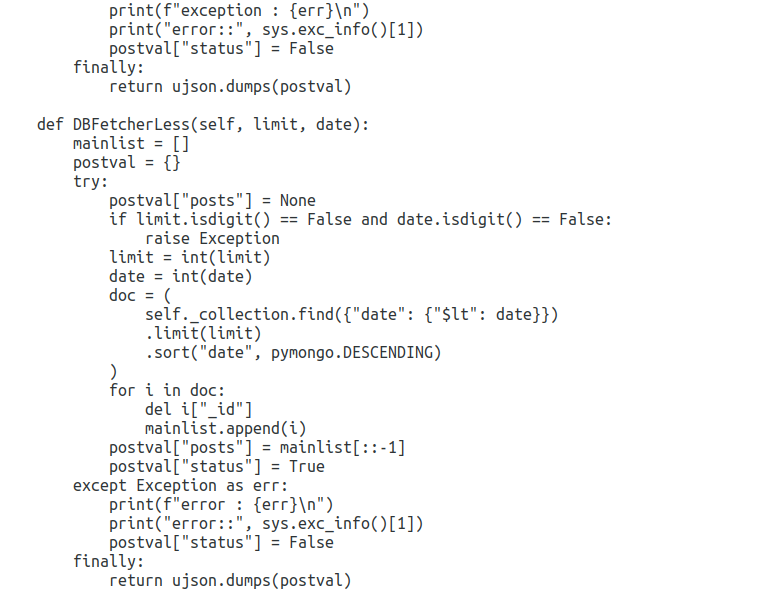 print(f"exception : {err}\n")
            print("error::", sys.exc_info()[1])
            postval["status"] = False
        finally:
            return ujson.dumps(postval)

    def DBFetcherLess(self, limit, date):
        mainlist = []
        postval = {}
        try:
            postval["posts"] = None
            if limit.isdigit() == False and date.isdigit() == False:
                raise Exception
            limit = int(limit)
            date = int(date)
            doc = (
                self._collection.find({"date": {"$lt": date}})
                .limit(limit)
                .sort("date", pymongo.DESCENDING)
            )
            for i in doc:
                del i["_id"]
                mainlist.append(i)
            postval["posts"] = mainlist[::-1]
            postval["status"] = True
        except Exception as err:
            print(f"error : {err}\n")
            print("error::", sys.exc_info()[1])
            postval["status"] = False
        finally:
            return ujson.dumps(postval)